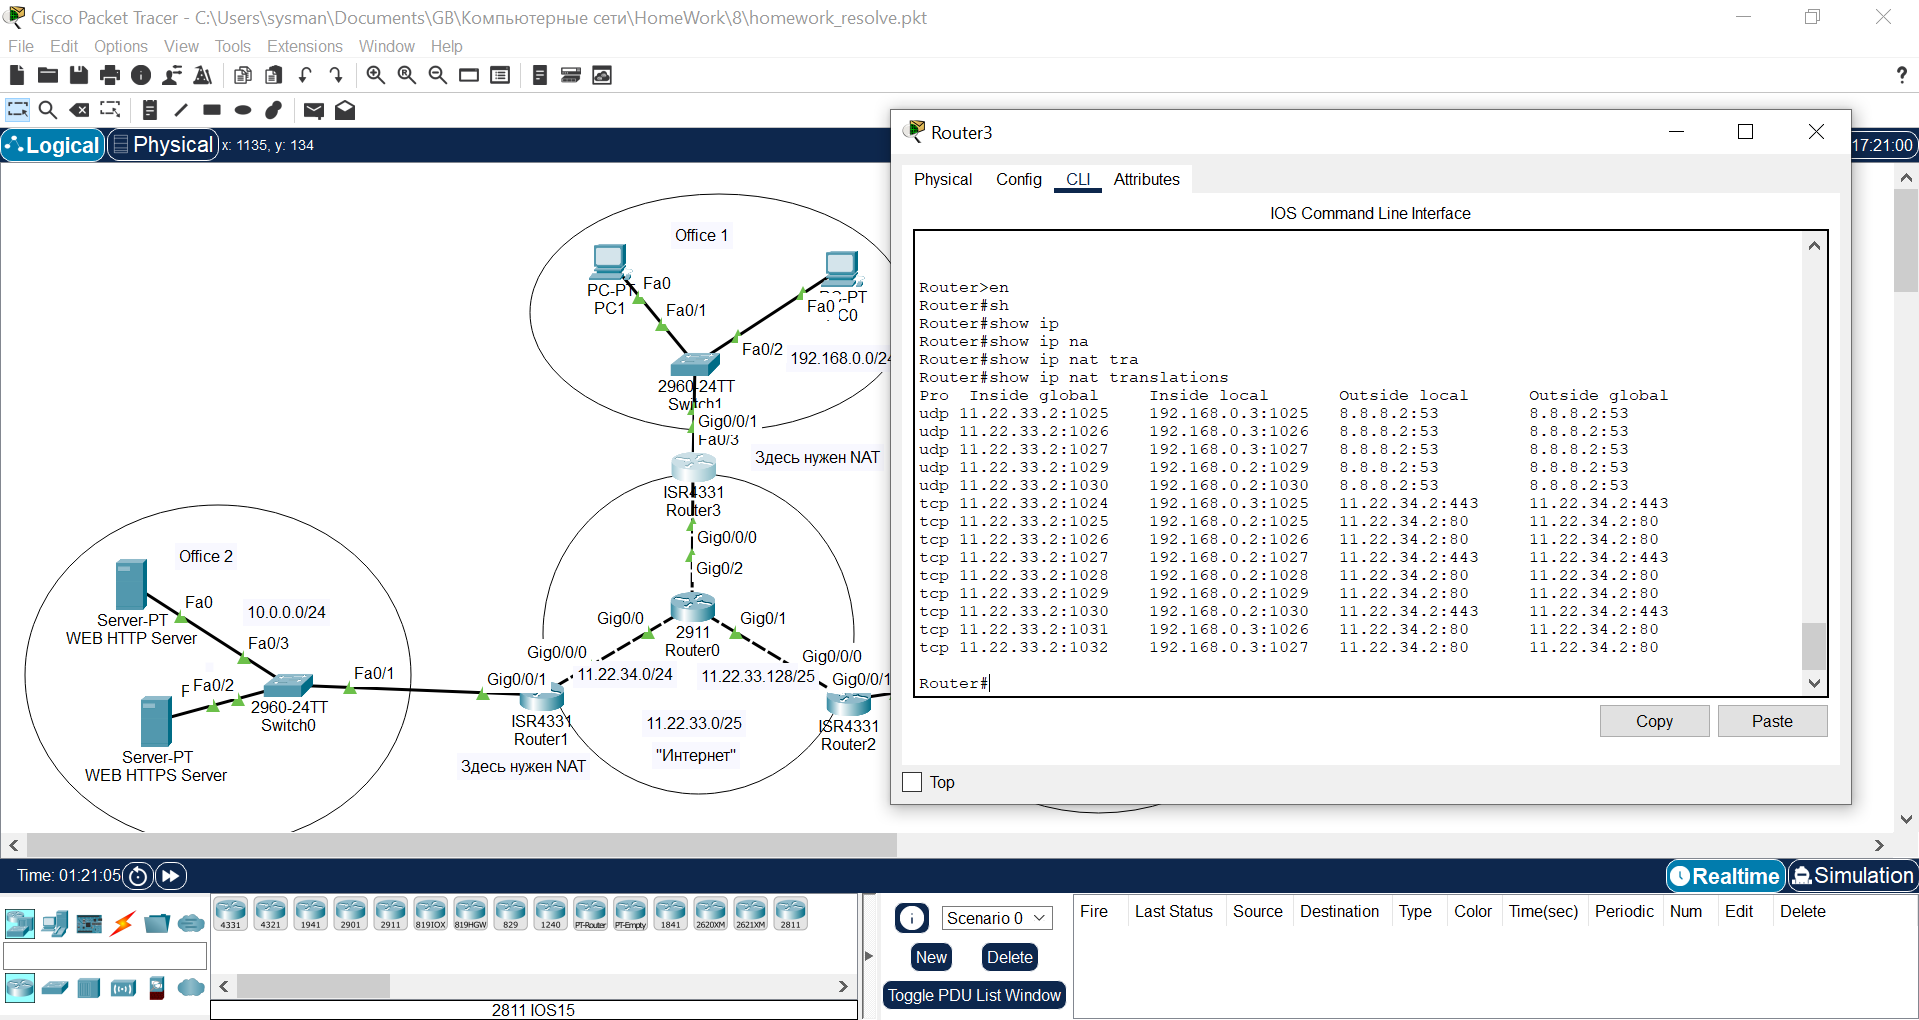 Cisco Packet Tracer - C:\Users\sysman\Documents\GB\Компьютерные сети\HomeWork\8\homework_resolve.pkt
File Edit Options View Tools Extensions Window Help
?
Logical Physical x: 1135, y: 134
17:21:00
Office 1
PC-PT
PC1
Fa0
Fa0/1
Fa0
-PT
C0
Fa0/2
192.168.0.0/24
2960-24TT
Switch1
Gig0/0/1
Fa0/3
Здесь нужен NAT
ISR4331
Router3
Gig0/0/0
Gig0/2
Office 2
Fa0
10.0.0.0/24
Server-PT
WEB HTTP Server
Fa0/3
Fa0/2
Fa0/1
2960-24TT
Switch0
Server-PT
WEB HTTPS Server
Gig0/0
Gig0/1
2911
Router0
Gig0/0/0
Gig0/0/0
Gig0/0/1
11.22.34.0/24
11.22.33.128/25
Gig0/0/1
ISR4331
Router1
11.22.33.0/25
ISR4331
Router2
"Интернет"
Здесь нужен NAT
Router3
Physical Config CLI Attributes
IOS Command Line Interface
Router>en
Router#sh
Router#show ip
Router#show ip na
Router#show ip nat tra
Router#show ip nat translations
Pro Inside global Inside local Outside local Outside global
udp 11.22.33.2:1025 192.168.0.3:1025 8.8.8.2:53 8.8.8.2:53
udp 11.22.33.2:1026 192.168.0.3:1026 8.8.8.2:53 8.8.8.2:53
udp 11.22.33.2:1027 192.168.0.3:1027 8.8.8.2:53 8.8.8.2:53
udp 11.22.33.2:1029 192.168.0.2:1029 8.8.8.2:53 8.8.8.2:53
udp 11.22.33.2:1030 192.168.0.2:1030 8.8.8.2:53 8.8.8.2:53
tcp 11.22.33.2:1024 192.168.0.3:1025 11.22.34.2:443 11.22.34.2:443
tcp 11.22.33.2:1025 192.168.0.2:1025 11.22.34.2:80 11.22.34.2:80
tcp 11.22.33.2:1026 192.168.0.2:1026 11.22.34.2:80 11.22.34.2:80
tcp 11.22.33.2:1027 192.168.0.2:1027 11.22.34.2:443 11.22.34.2:443
tcp 11.22.33.2:1028 192.168.0.2:1028 11.22.34.2:80 11.22.34.2:80
tcp 11.22.33.2:1029 192.168.0.2:1029 11.22.34.2:80 11.22.34.2:80
tcp 11.22.33.2:1030 192.168.0.2:1030 11.22.34.2:443 11.22.34.2:443
tcp 11.22.33.2:1031 192.168.0.3:1026 11.22.34.2:80 11.22.34.2:80
tcp 11.22.33.2:1032 192.168.0.3:1027 11.22.34.2:80 11.22.34.2:80
Router#
Copy Paste
Top
Time: 01:21:05
Realtime Simulation
4331 4321 1941 2901 2911 819IOX 819HGW 829 1240 PT-Router PT-Empty 1841 2620XM 2621XM 2811
2811 IOS15
Scenario 0
New Delete
Toggle PDU List Window
Fire Last Status Source Destination Type Color Time(sec) Periodic Num Edit Delete